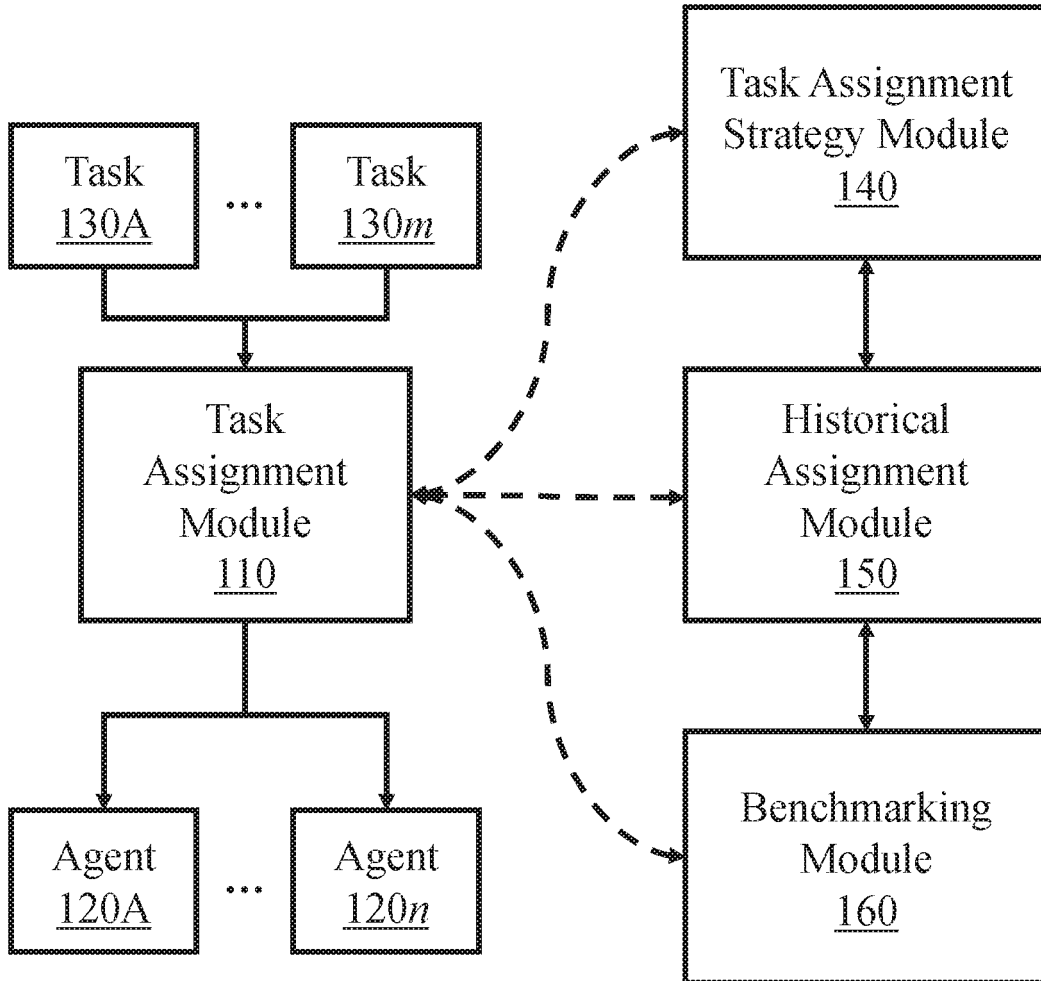 Task
130A
...
Task
130m
Task
Assignment
Module
110
Agent
120A
...
Agent
120n
Task Assignment
Strategy Module
140
Historical
Assignment
Module
150
Benchmarking
Module
160